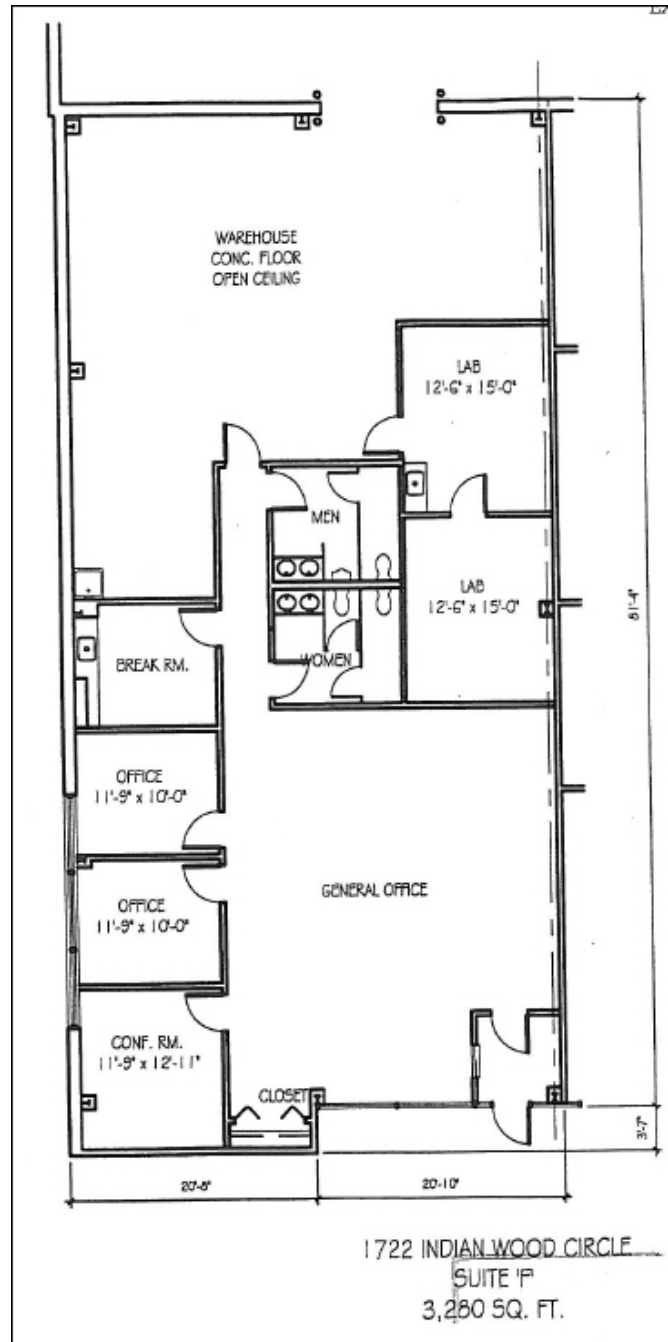 WAREHOUSE
CONC. FLOOR
OPEN CEILING
LAB
12'-6" x 15'-0"
MEN
LAB
12'-6" x 15'-0"
81'-4"
BREAK RM.
WOMEN
OFFICE
11'-9" x 10'-0"
GENERAL OFFICE
OFFICE
11'-9" x 10'-0"
CONF. RM.
11'-9" x 12'-11"
CLOSET
3'-7"
20'-8"
20'-10"
1722 INDIAN WOOD CIRCLE
SUITE 'F'
3,280 SQ. FT.